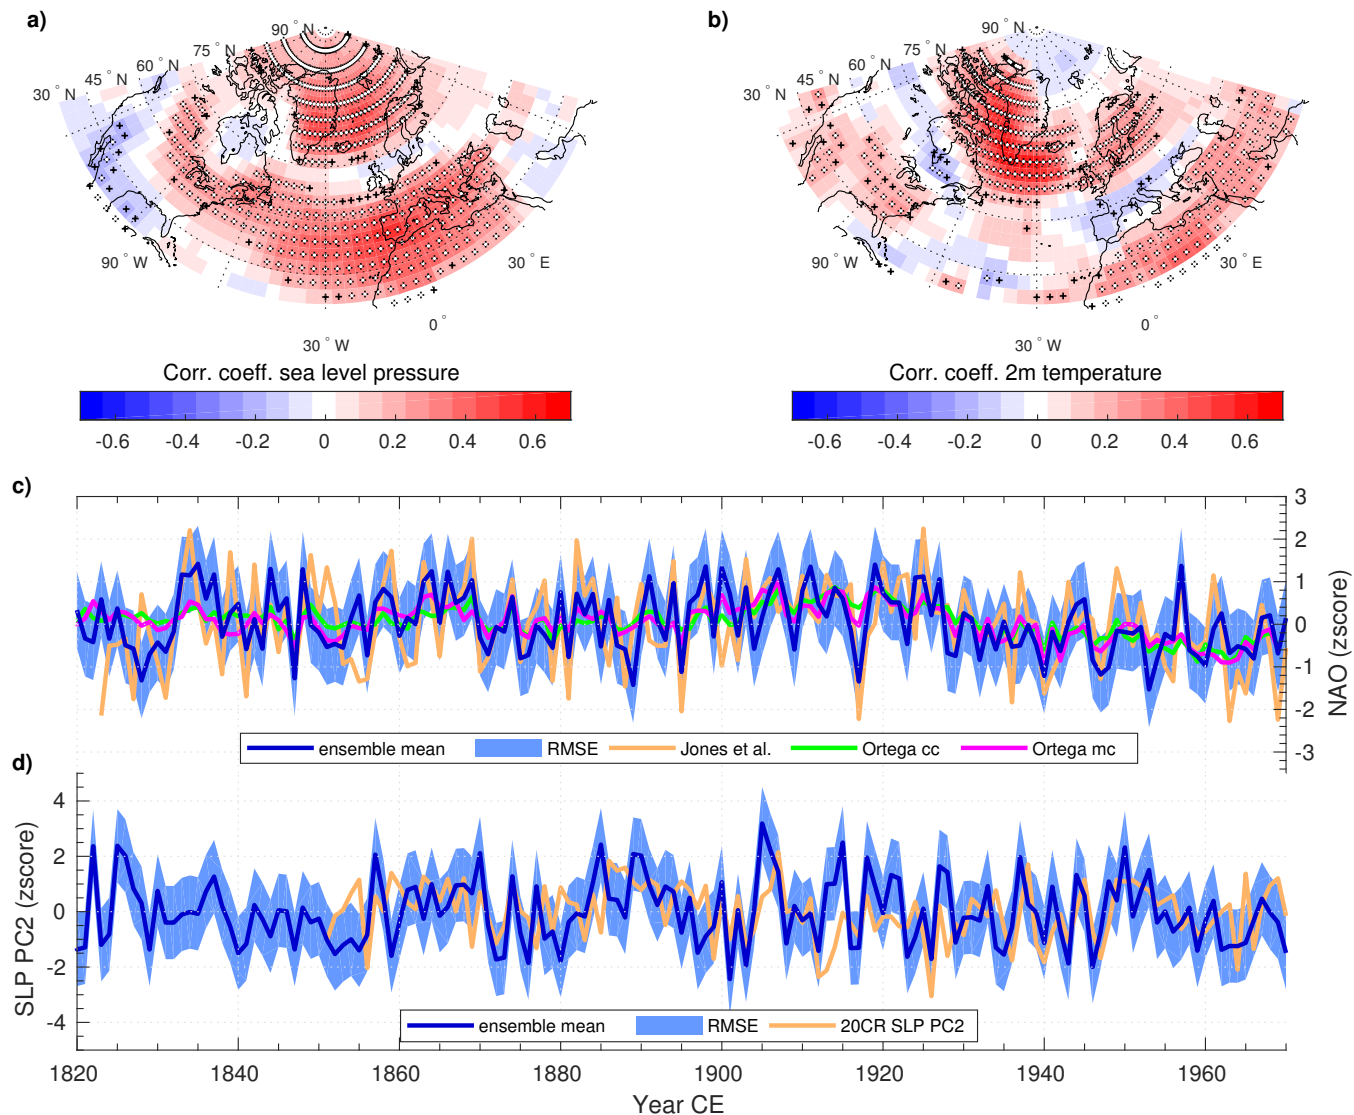 a)
90 ° N
75 ° N
60 ° N
45 ° N
30 ° N
90 ° W
30 ° E
0 °
30 ° W
Corr. coeff. sea level pressure
-0.6 -0.4 -0.2 0 0.2 0.4 0.6
b)
90 ° N
75 ° N
60 ° N
45 ° N
30 ° N
90 ° W
30 ° E
0 °
30 ° W
Corr. coeff. 2m temperature
-0.6 -0.4 -0.2 0 0.2 0.4 0.6
c)
3
2
1
0
-1
-2
-3
NAO (zscore)
ensemble mean RMSE Jones et al. Ortega cc Ortega mc
d)
4
2
0
-2
-4
SLP PC2 (zscore)
ensemble mean RMSE 20CR SLP PC2
1820 1840 1860 1880 1900 1920 1940 1960
Year CE